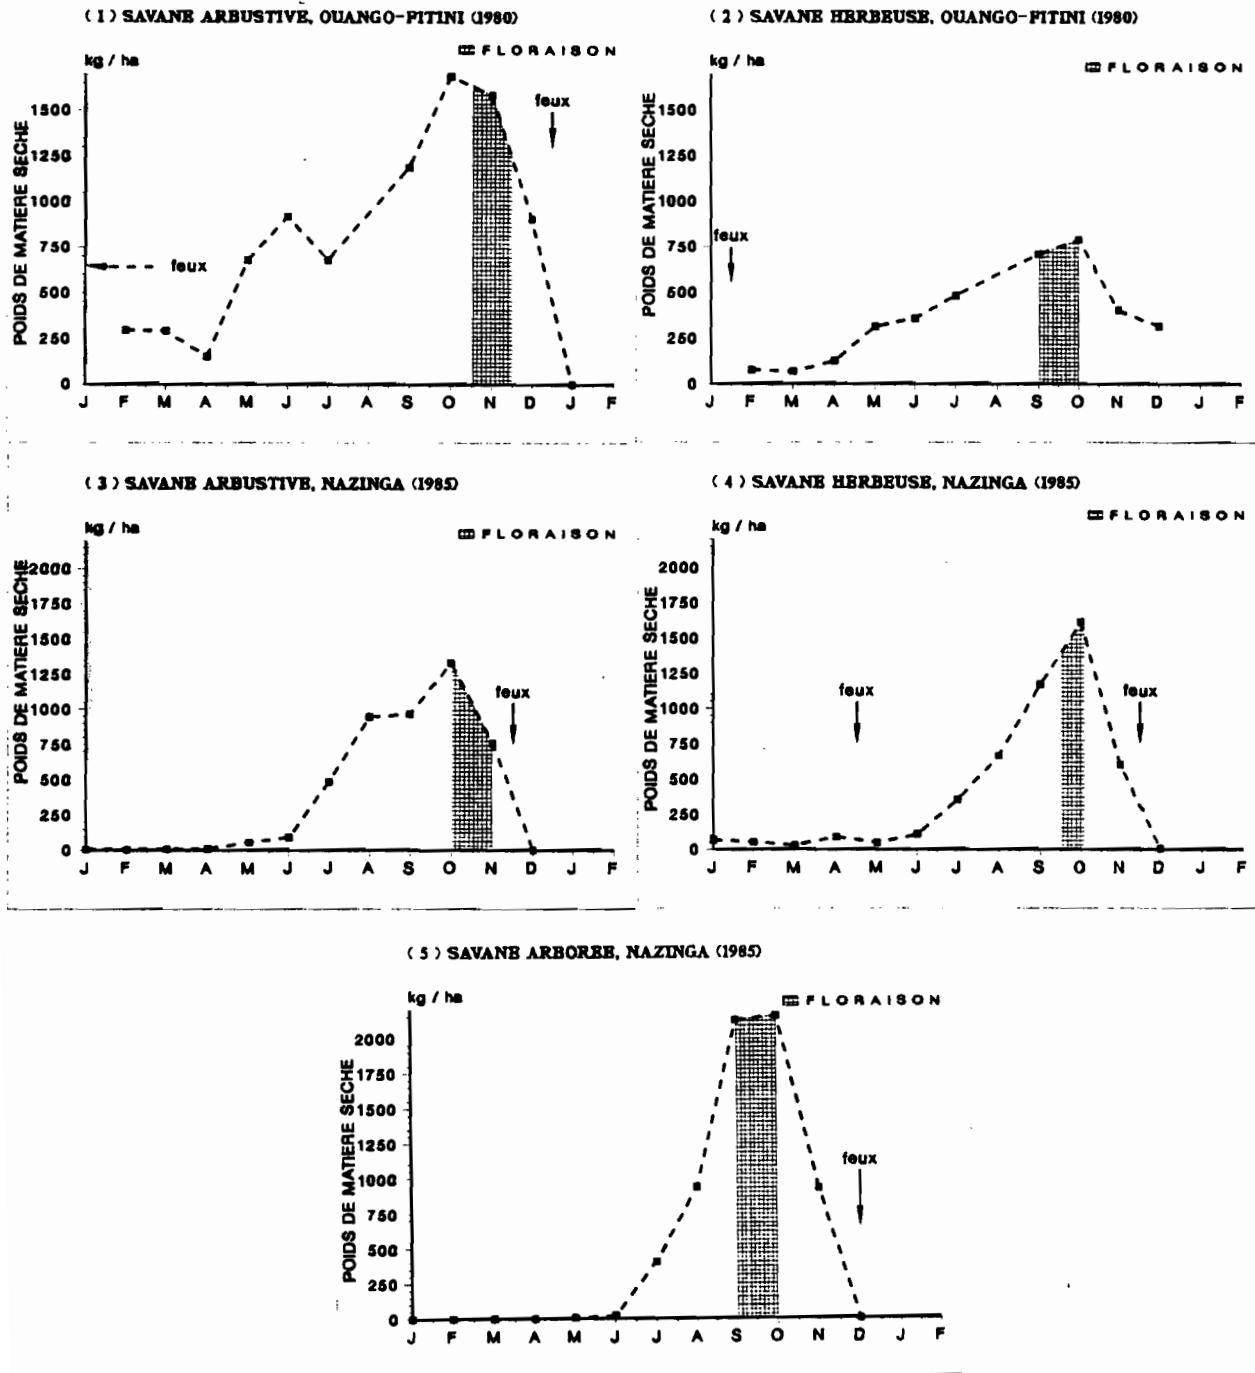 ( 1 ) SAVANE ARBUSTIVE, OUANGO-FITINI (1980)
FLORAISON
kg / ha
POIDS DE MATIERE SECHE
1500
1250
1000
750
500
250
0
feux
feux
J F M A M J J A S O N D J F
( 2 ) SAVANE HERBEUSE, OUANGO-FITINI (1980)
FLORAISON
kg / ha
POIDS DE MATIERE SECHE
1500
1250
1000
750
500
250
0
feux
J F M A M J J A S O N D J F
( 3 ) SAVANE ARBUSTIVE, NAZINGA (1985)
FLORAISON
kg / ha
POIDS DE MATIERE SECHE
2000
1750
1500
1250
1000
750
500
250
0
feux
J F M A M J J A S O N D J F
( 4 ) SAVANE HERBEUSE, NAZINGA (1985)
FLORAISON
kg / ha
POIDS DE MATIERE SECHE
2000
1750
1500
1250
1000
750
500
250
0
feux
feux
J F M A M J J A S O N D J F
( 5 ) SAVANE ARBOREE, NAZINGA (1985)
FLORAISON
kg / ha
POIDS DE MATIERE SECHE
2000
1750
1500
1250
1000
750
500
250
0
feux
J F M A M J J A S O N D J F